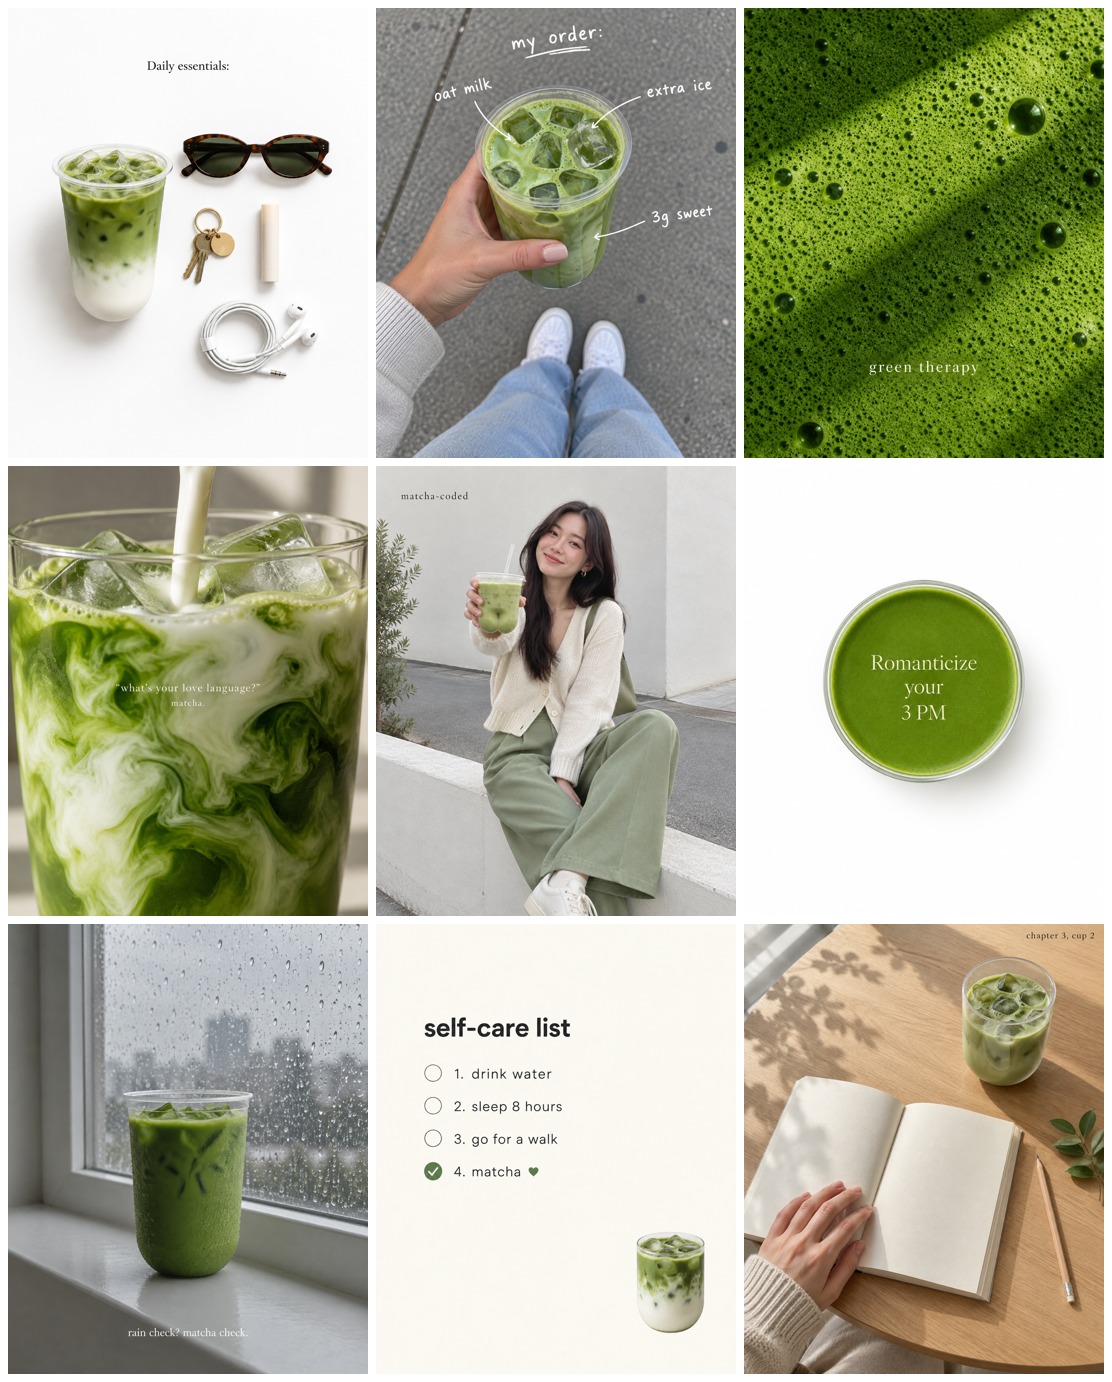 Daily essentials:
my order:
oat milk
extra ice
3g sweet
green therapy
"what's your love language?"
matcha.
matcha-coded
Romanticize
your
3 PM
rain check? matcha check.
self-care list
1. drink water
2. sleep 8 hours
3. go for a walk
4. matcha ♥
chapter 3, cup 2